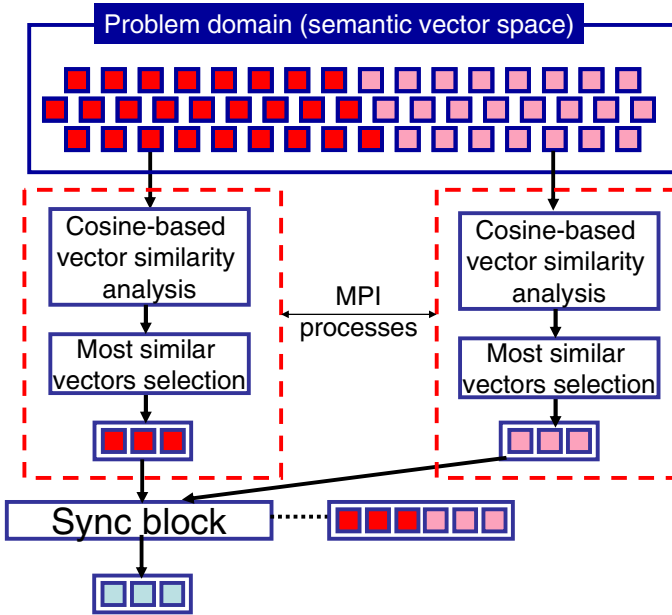 Problem domain (semantic vector space)
Cosine-based
vector similarity
analysis
Most similar
vectors selection
MPI
processes
Cosine-based
vector similarity
analysis
Most similar
vectors selection
Sync block